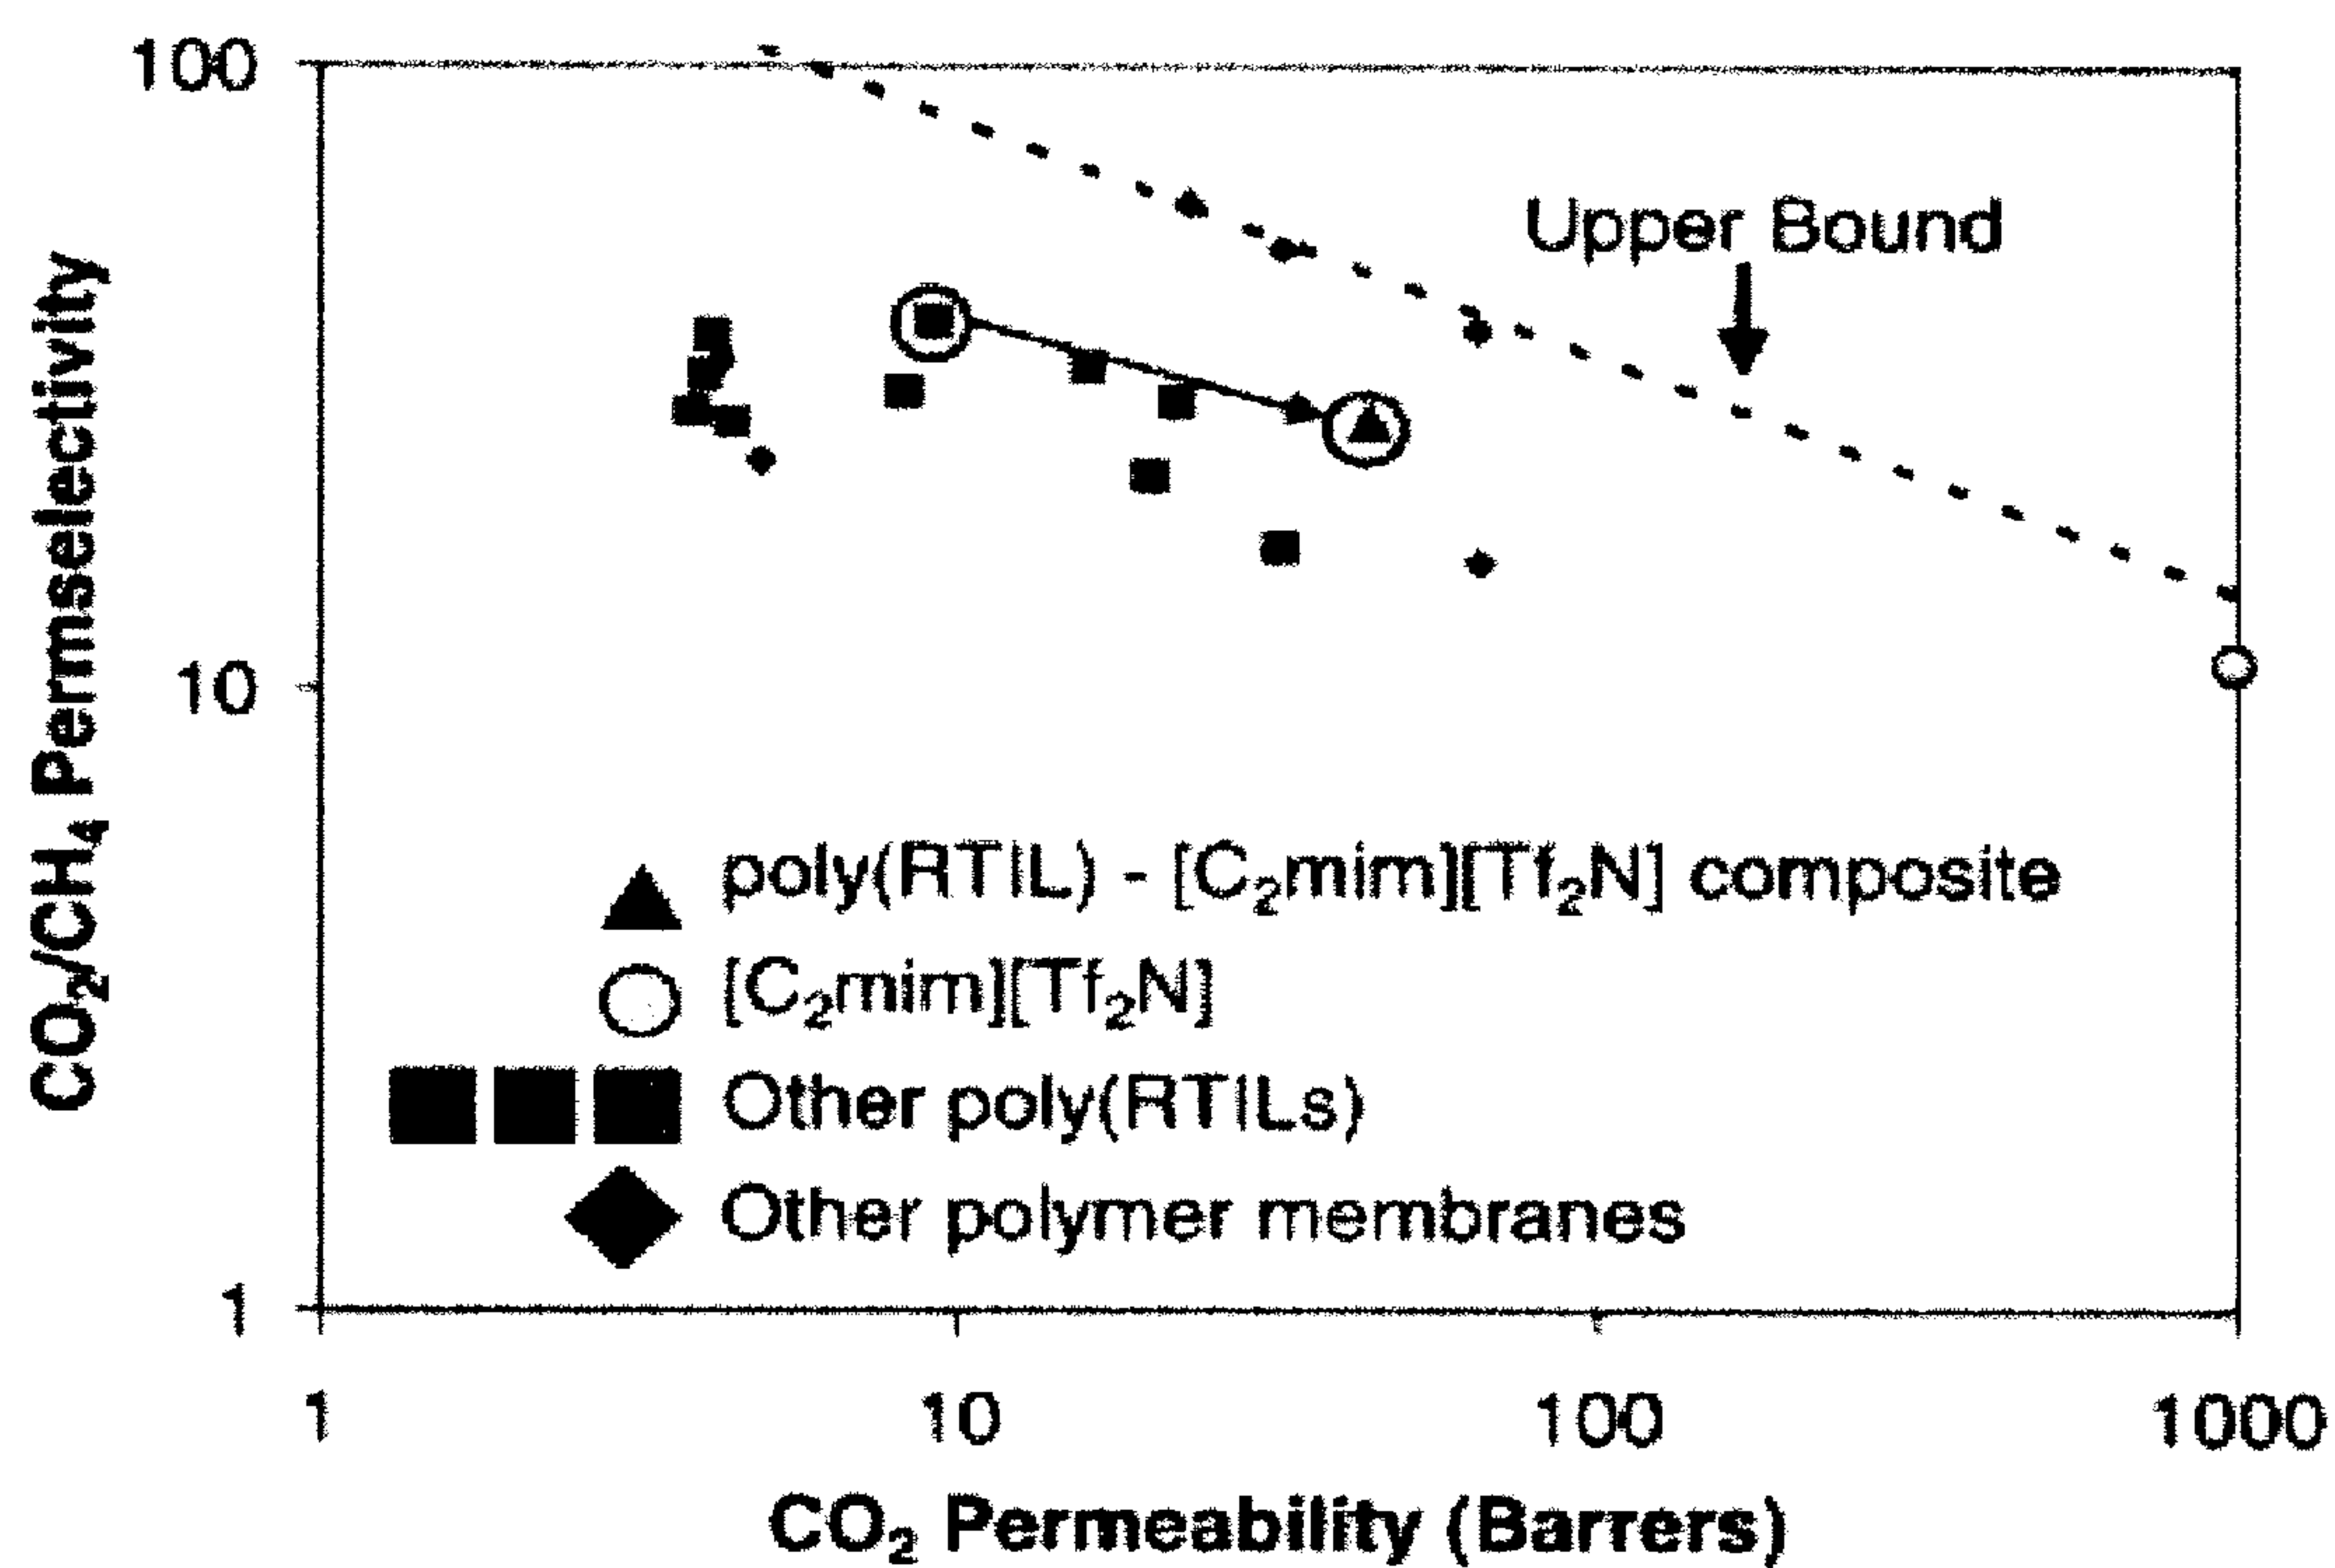 100
10
1
CO₂/CH₄ Permselectivity
Upper Bound
poly(RTIL) - [C₂mim][Tf₂N] composite
[C₂mim][Tf₂N]
Other poly(RTILs)
Other polymer membranes
1
10
100
1000
CO₂ Permeability (Barrers)